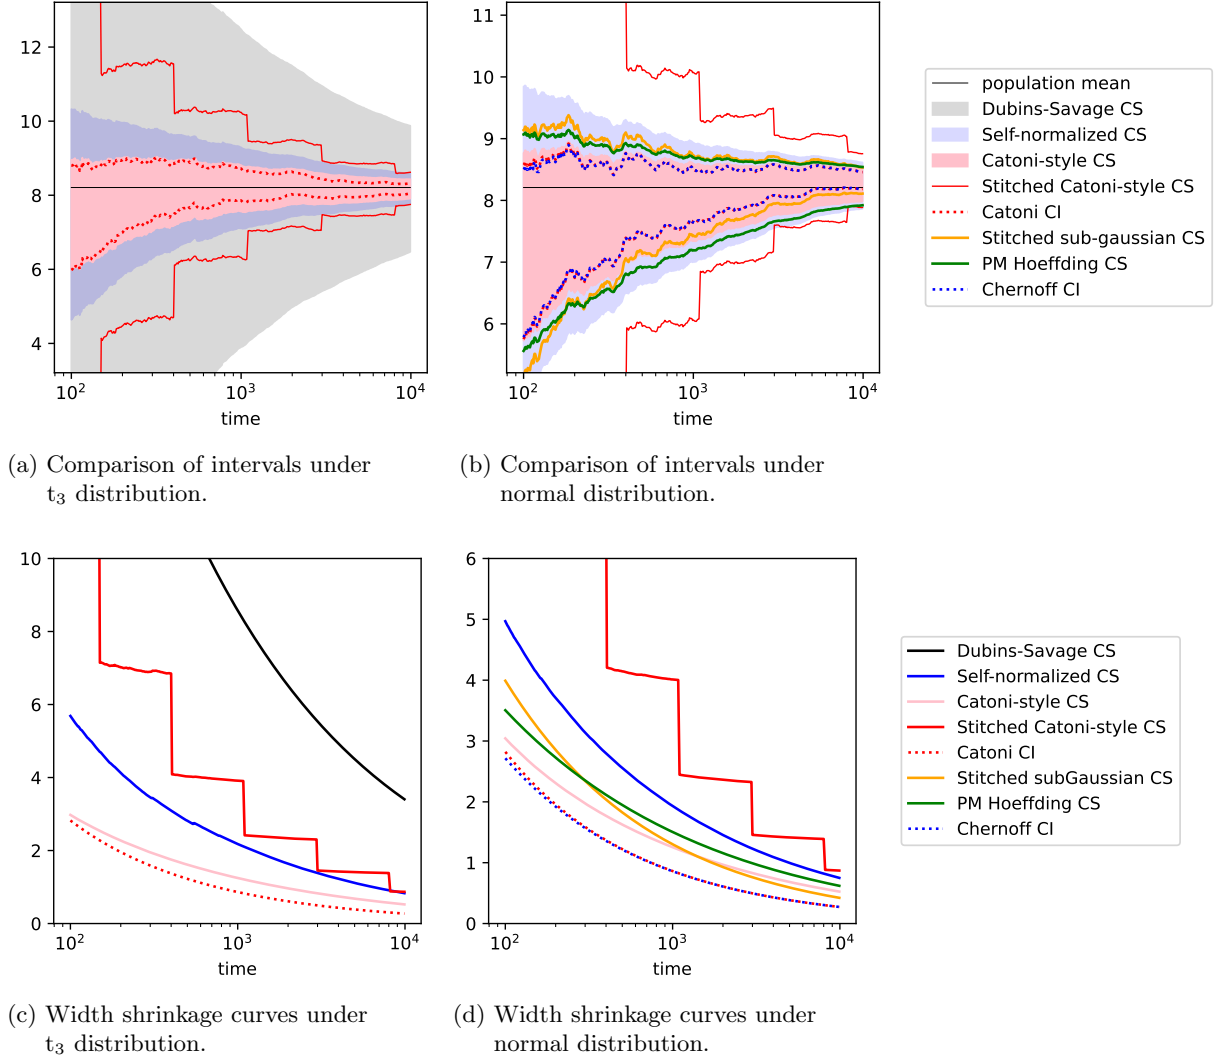 12
10
8
6
4
10²
10³
10⁴
time
11
10
9
8
7
6
10²
10³
10⁴
time
population mean
Dubins-Savage CS
Self-normalized CS
Catoni-style CS
Stitched Catoni-style CS
Catoni CI
Stitched sub-gaussian CS
PM Hoeffding CS
Chernoff CI
(a) Comparison of intervals under
t₃ distribution.
(b) Comparison of intervals under
normal distribution.
10
8
6
4
2
0
10²
10³
10⁴
time
6
5
4
3
2
1
0
10²
10³
10⁴
time
Dubins-Savage CS
Self-normalized CS
Catoni-style CS
Stitched Catoni-style CS
Catoni CI
Stitched subGaussian CS
PM Hoeffding CS
Chernoff CI
(c) Width shrinkage curves under
t₃ distribution.
(d) Width shrinkage curves under
normal distribution.